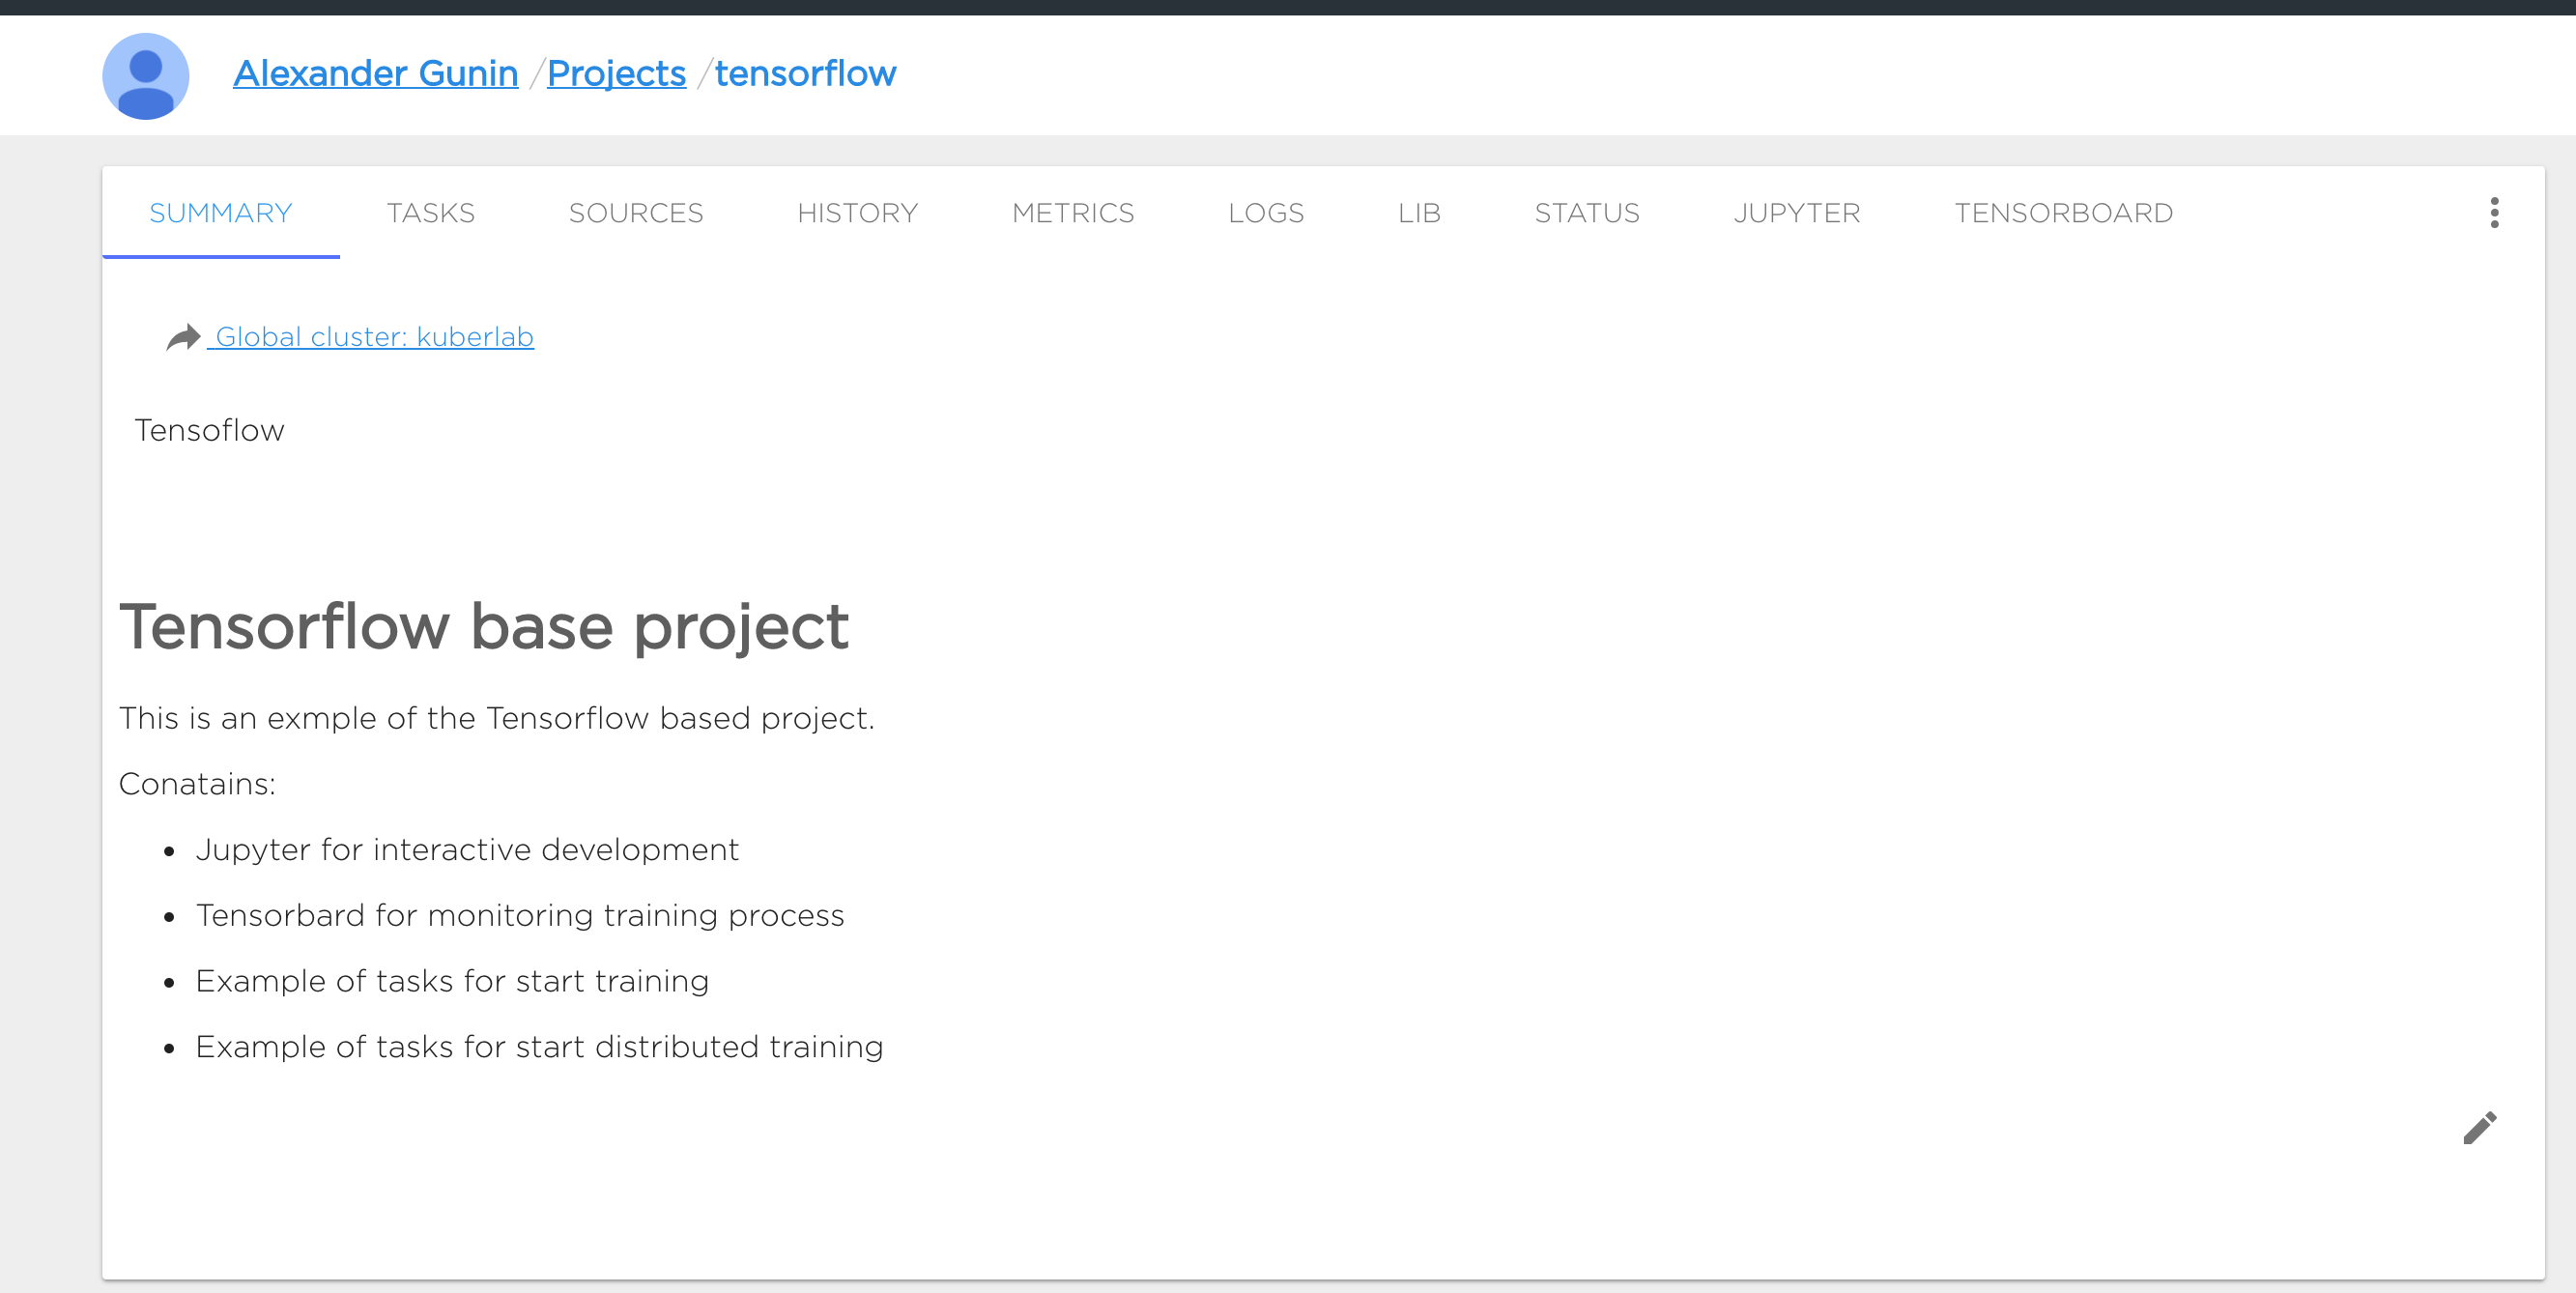 Alexander Gunin /Projects /tensorflow
SUMMARY TASKS SOURCES HISTORY METRICS LOGS LIB STATUS JUPYTER TENSORBOARD
Global cluster: kuberlab
Tensoflow
Tensorflow base project
This is an exmple of the Tensorflow based project.
Conatains:
• Jupyter for interactive development
• Tensorbard for monitoring training process
• Example of tasks for start training
• Example of tasks for start distributed training